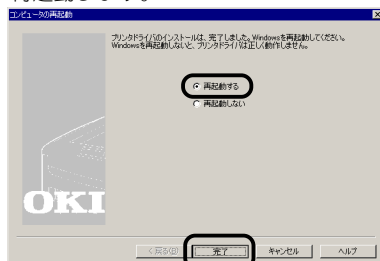 コンピュータの再起動
プリンタドライバのインストールは、完了しました。Windowsを再起動してください。
Windowsを再起動しないと、プリンタドライバは正しく動作しません。
再起動する
再起動しない
OKI
< 戻る(B)
完了
キャンセル
ヘルプ